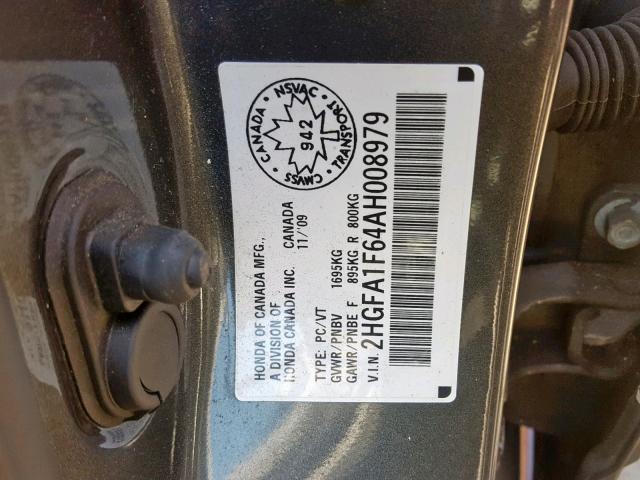 NSVAC
CANADA
TRANSPORT
CMVSS
942
HONDA OF CANADA MFG.,
A DIVISION OF
HONDA CANADA INC. CANADA
11/'09
TYPE: PC/VT
GVWR/PNBV 1695KG
GAWR/PNBE F 895KG R 800KG
V.I.N. 2HGFA1F64AH008979